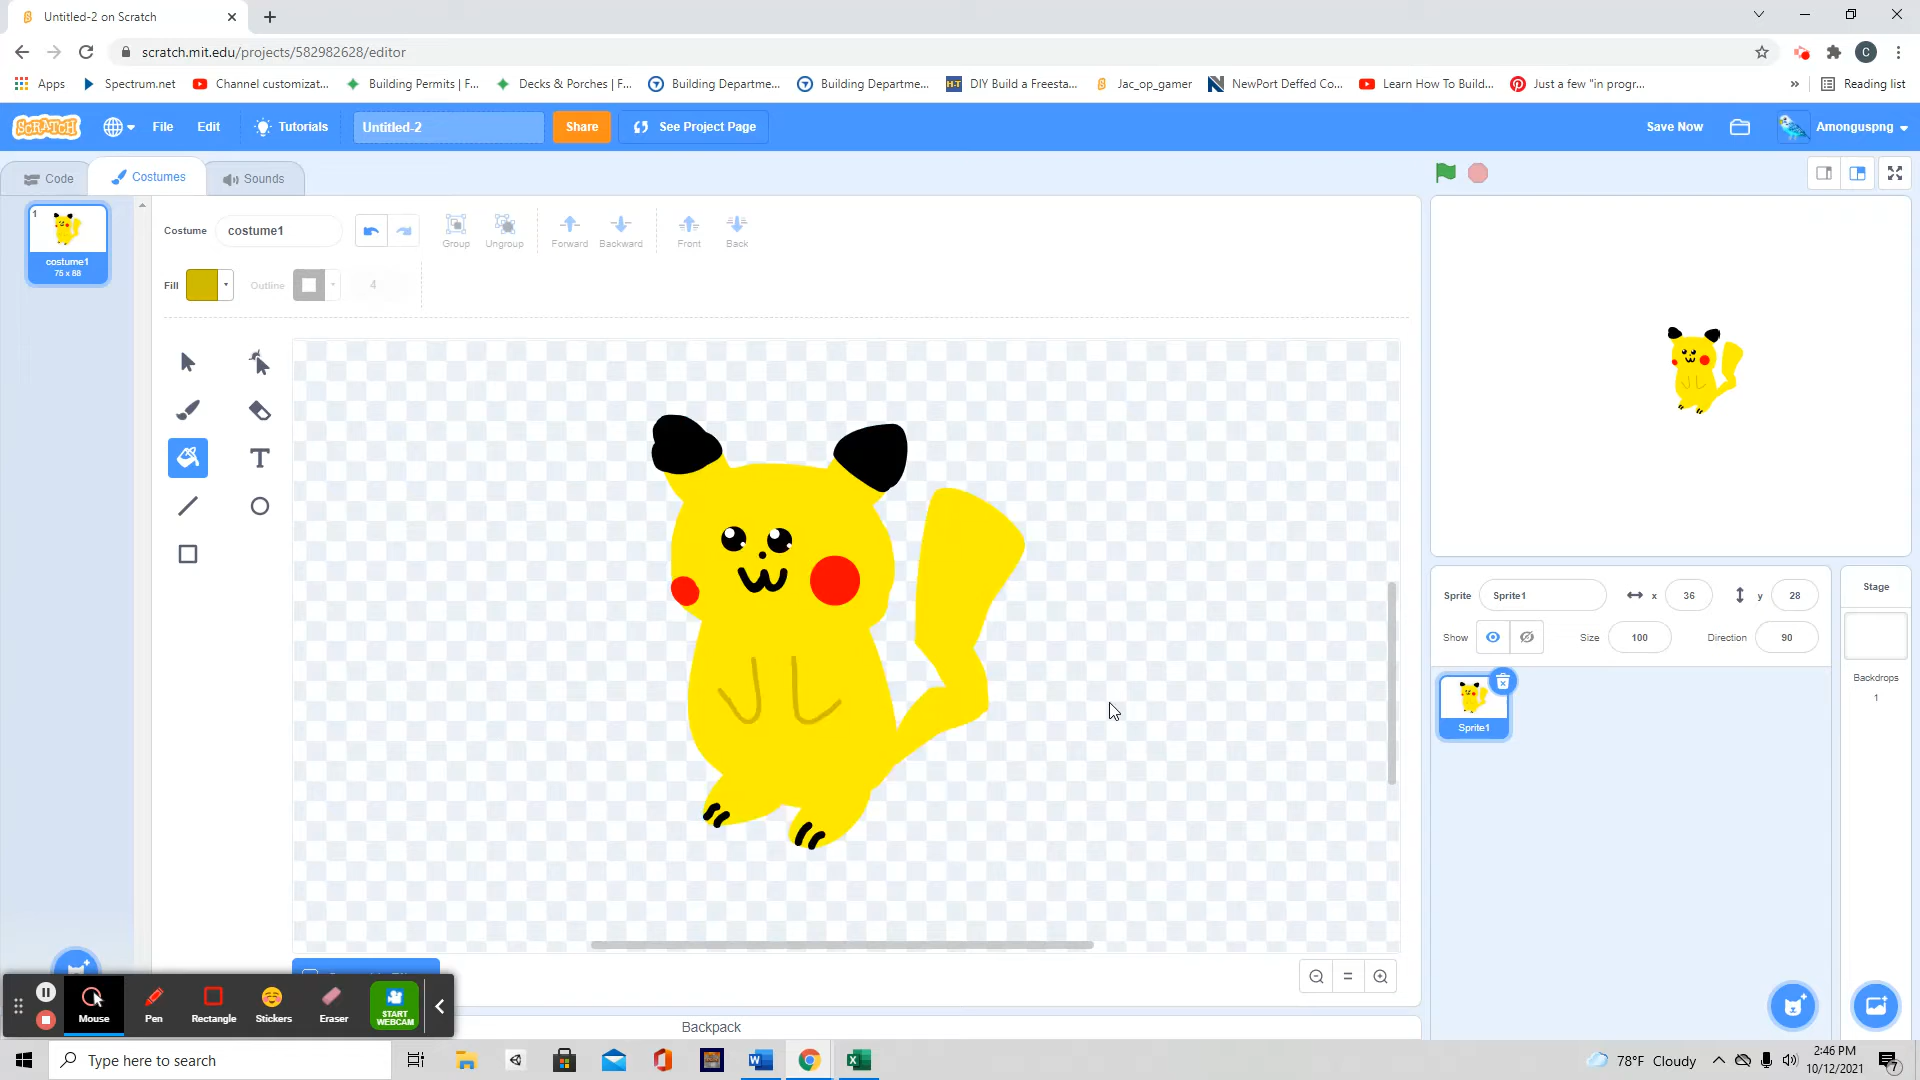 Untitled-2 on Scratch
scratch.mit.edu/projects/582982628/editor
C
Apps
Spectrum.net
Channel customizat...
Building Permits | F...
Decks & Porches | F...
Building Departme...
Building Departme...
DIY Build a Freesta...
Jac_op_gamer
NewPort Deffed Co...
Learn How To Build...
Just a few "in progr...
»
Reading list
SCRATCH
File
Edit
Tutorials
Untitled-2
Share
See Project Page
Save Now
Amonguspng
Code
Costumes
Sounds
1
costume1
75 x 88
Costume
costume1
Group
Ungroup
Forward
Backward
Front
Back
Fill
Outline
4
T
Sprite
Sprite1
x
36
y
28
Show
Size
100
Direction
90
Sprite1
Stage
Backdrops
1
Mouse
Pen
Rectangle
Stickers
Eraser
START
WEBCAM
Backpack
Type here to search
78°F Cloudy
2:46 PM
10/12/2021
7